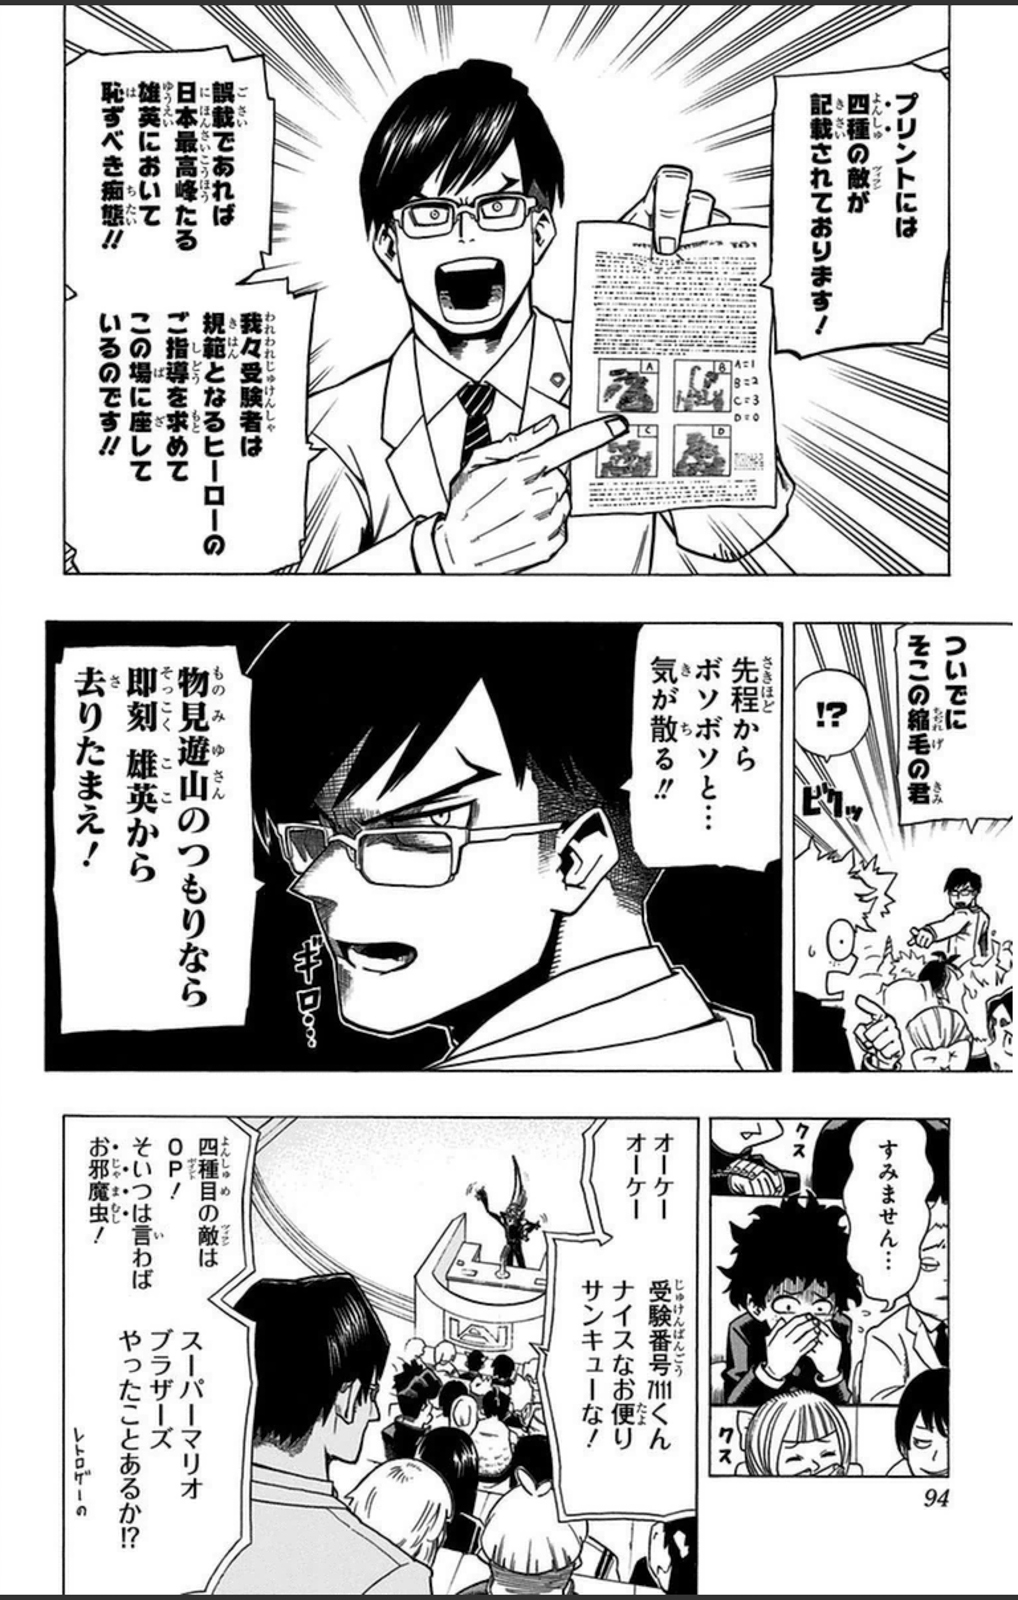 プリントには
四種の敵が
記載されております!
誤載であれば
日本最高峰たる
雄英において
恥ずべき痴態!!
我々受験者は
規範となるヒーローの
ご指導を求めて
この場に座して
いるのです!!
A=1
B=2
C=3
D=0
A
B
C
D
ついでに
そこの縮毛の君
!?
ビクッ
先程から
ボソボソと…
気が散る!!
ギロ…
物見遊山のつもりなら
即刻 雄英から
去りたまえ!
すみません…
クス
クス
オーケー
オーケー
受験番号7111くん
ナイスなお便り
サンキューな!
四種目の敵は
0P!
そいつは言わば
お邪魔虫!
スーパーマリオ
ブラザーズ
やったことあるか!?
レトロゲーの
94